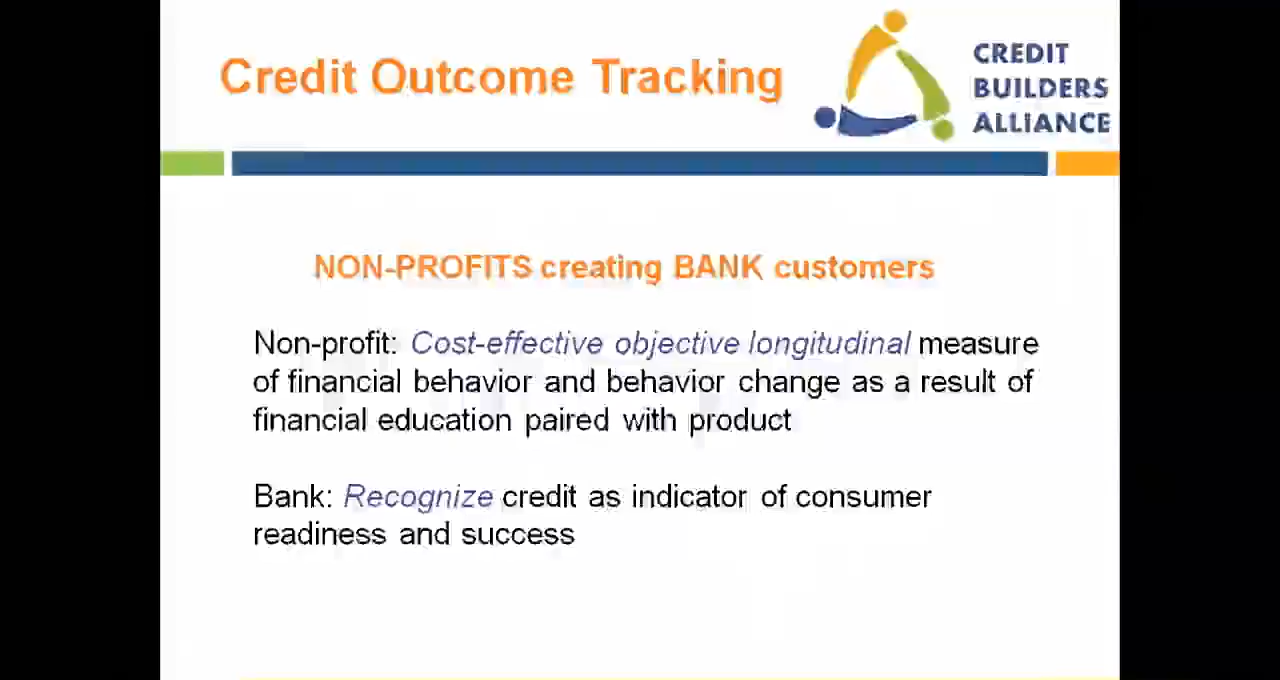 Credit Outcome Tracking
CREDIT
BUILDERS
ALLIANCE
NON-PROFITS creating BANK customers
Non-profit: Cost-effective objective longitudinal measure
of financial behavior and behavior change as a result of
financial education paired with product
Bank: Recognize credit as indicator of consumer
readiness and success